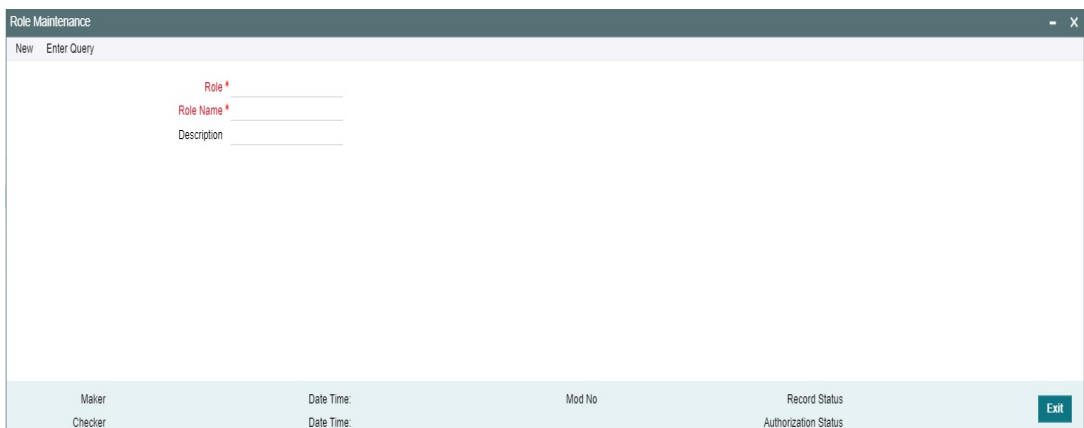 Role Maintenance - X
New Enter Query
Role *
Role Name *
Description
Maker Date Time: Mod No Record Status
Exit
Checker Date Time: Authorization Status